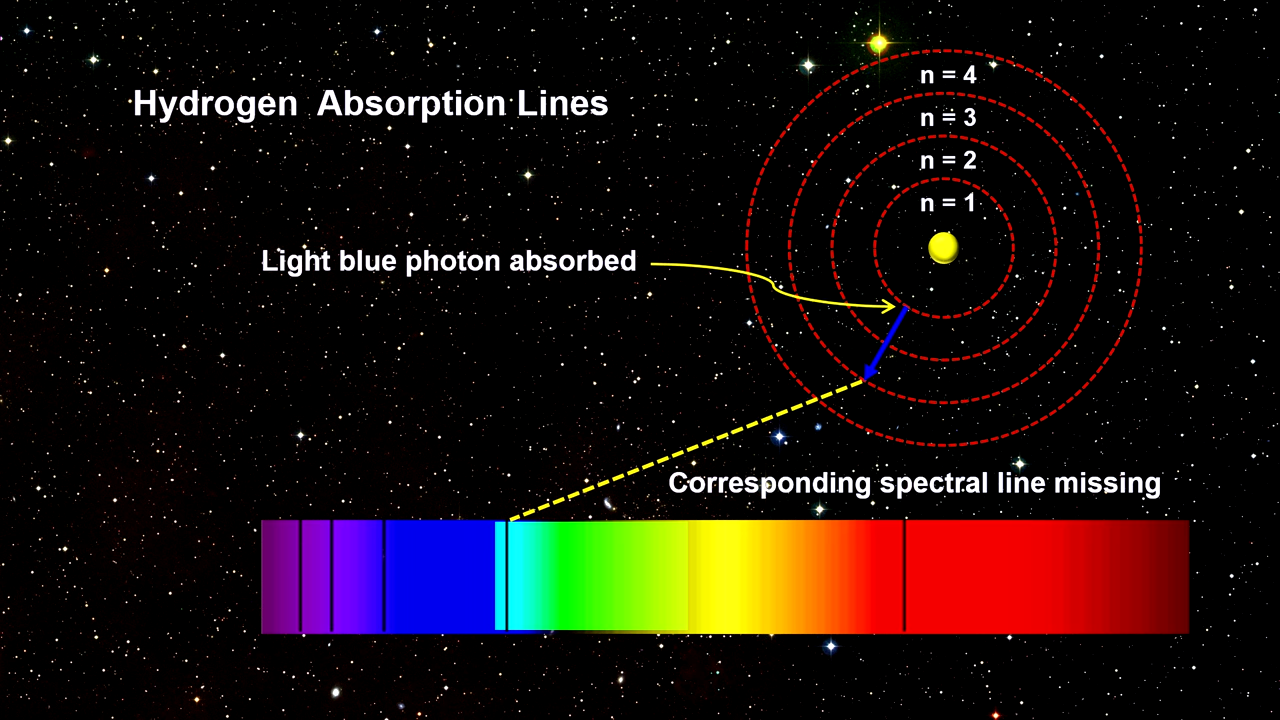 Hydrogen  Absorption Lines
n = 4
n = 3
n = 2
n = 1
Light blue photon absorbed
Corresponding spectral line missing